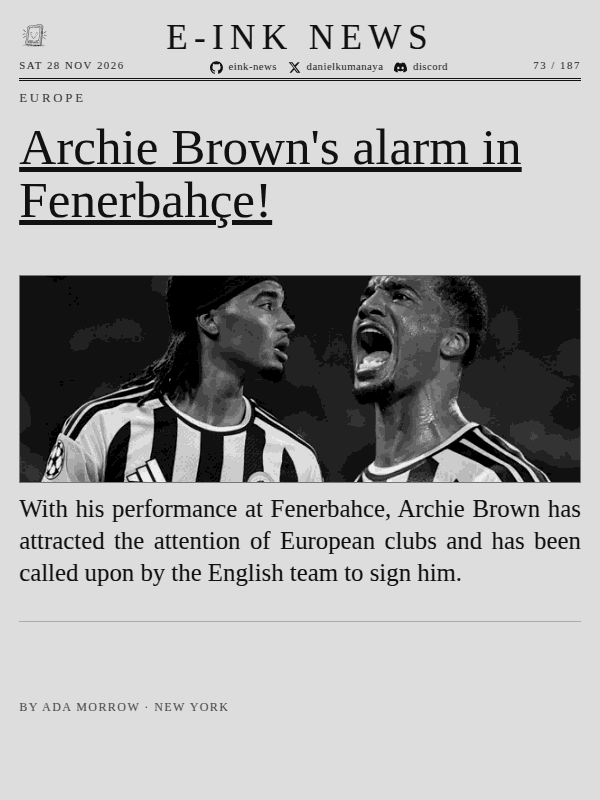 E-INK NEWS
SAT 28 NOV 2026
eink-news
danielkumanaya
discord
73 / 187
EUROPE
Archie Brown's alarm in
Fenerbahçe!
With his performance at Fenerbahce, Archie Brown has
attracted the attention of European clubs and has been
called upon by the English team to sign him.
BY ADA MORROW · NEW YORK